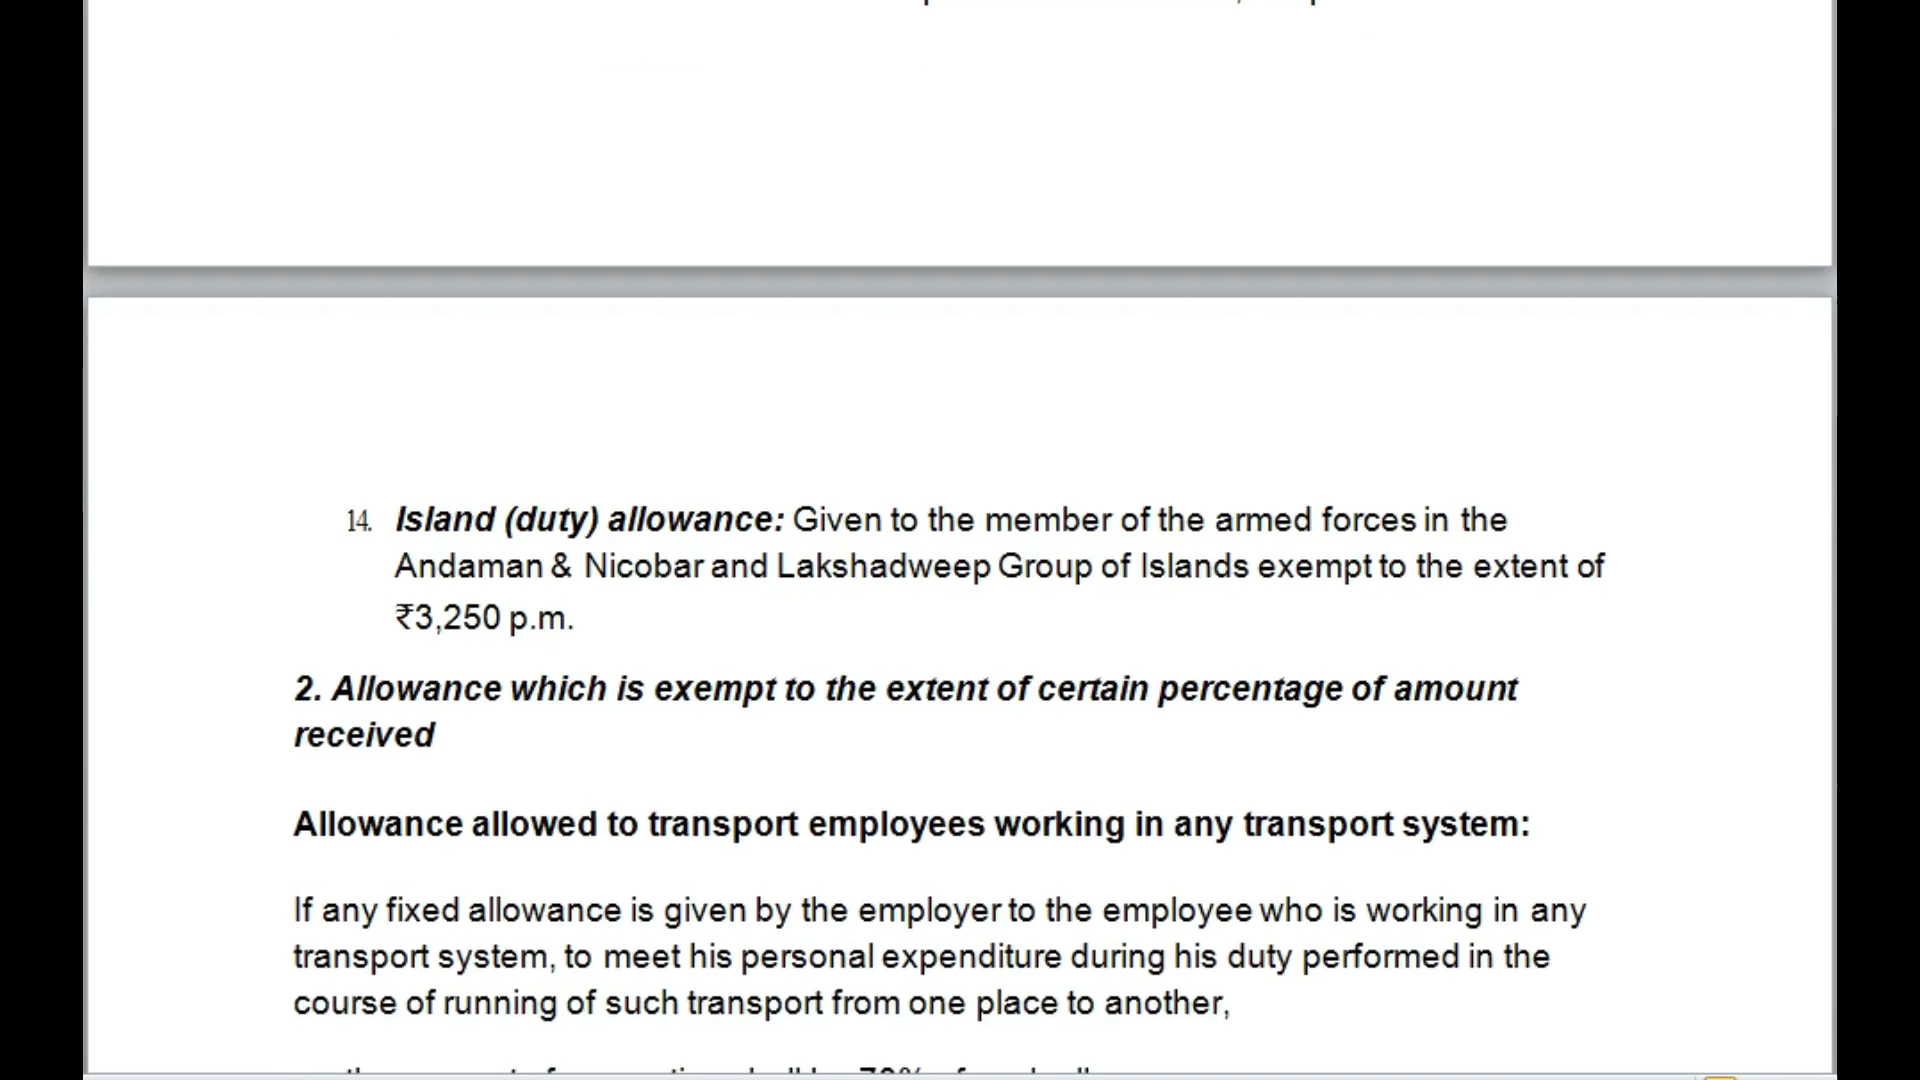 14. Island (duty) allowance: Given to the member of the armed forces in the
Andaman & Nicobar and Lakshadweep Group of Islands exempt to the extent of
₹3,250 p.m.
2. Allowance which is exempt to the extent of certain percentage of amount
received
Allowance allowed to transport employees working in any transport system:
If any fixed allowance is given by the employer to the employee who is working in any
transport system, to meet his personal expenditure during his duty performed in the
course of running of such transport from one place to another,